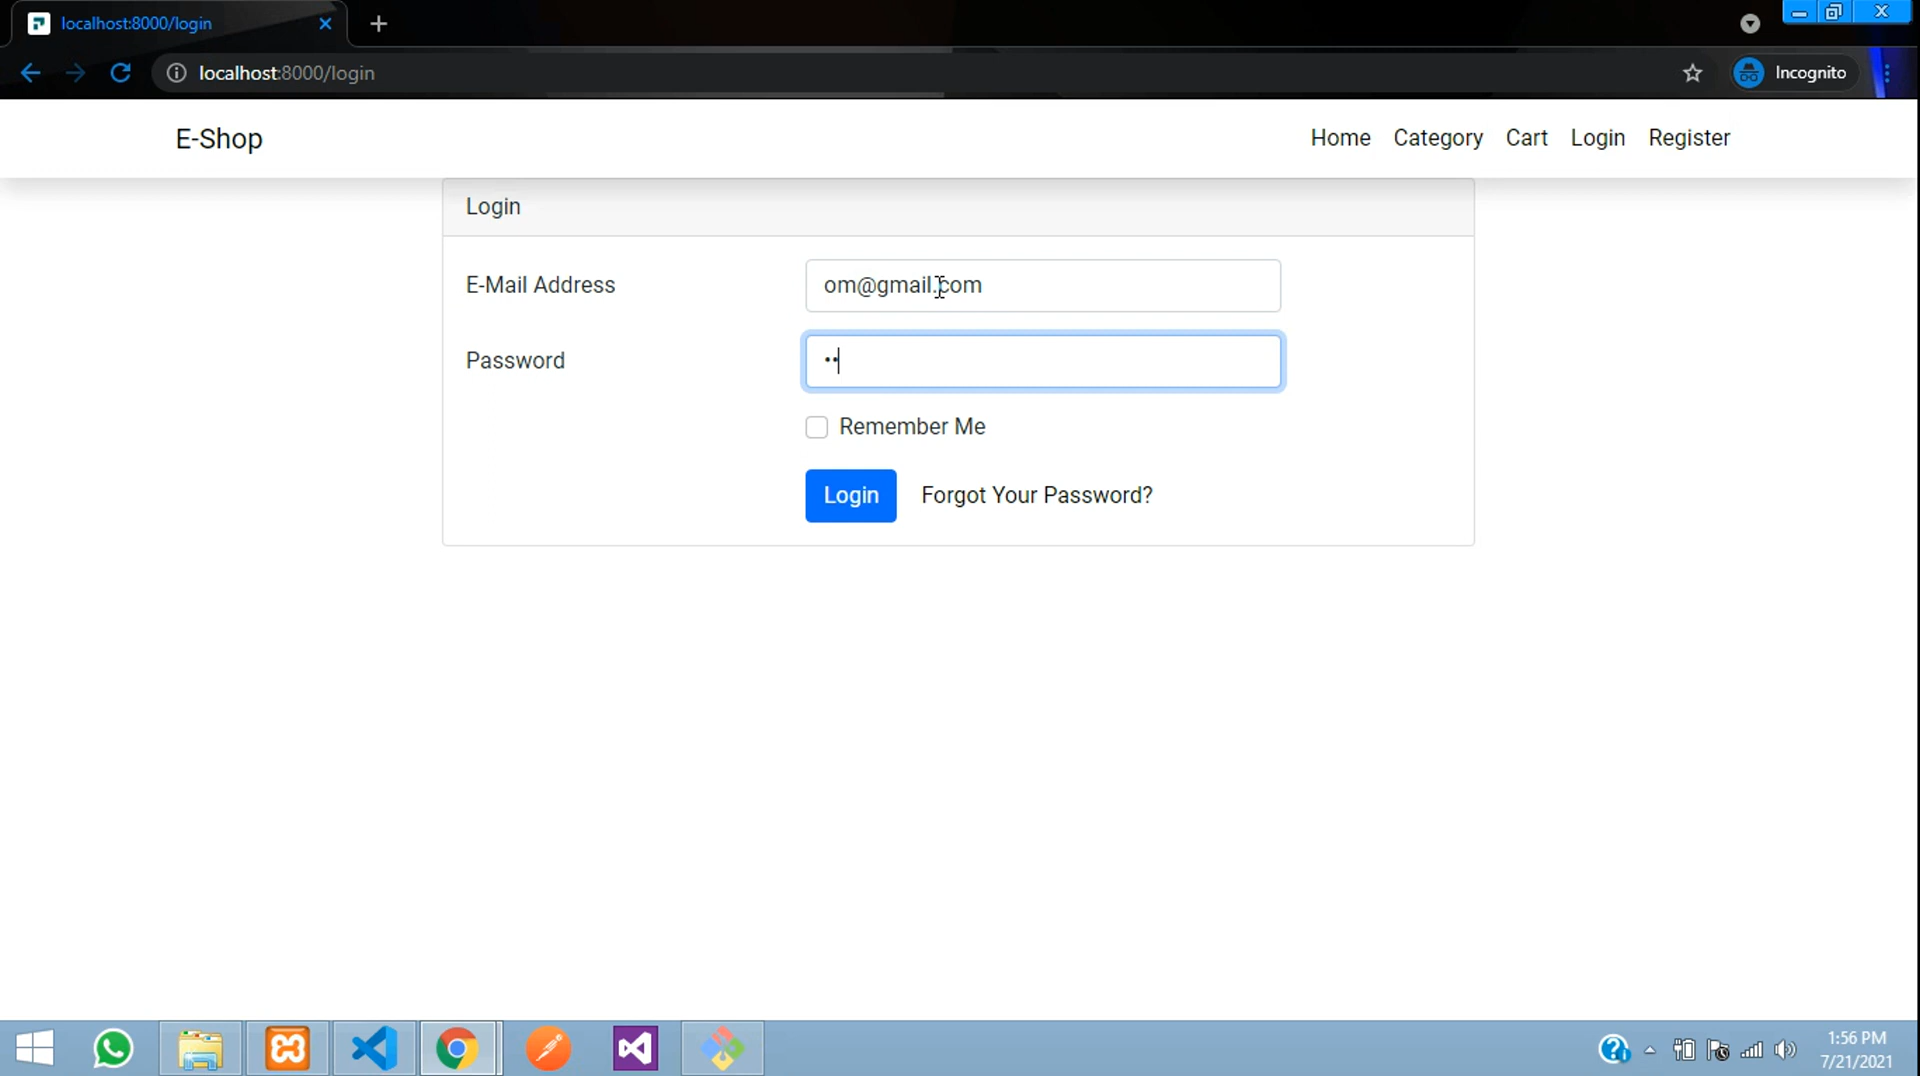 localhost:8000/login
localhost:8000/login
Incognito
E-Shop
Home Category Cart Login Register
Login
E-Mail Address om@gmail.com
Password ••
Remember Me
Login Forgot Your Password?
1:56 PM
7/21/2021